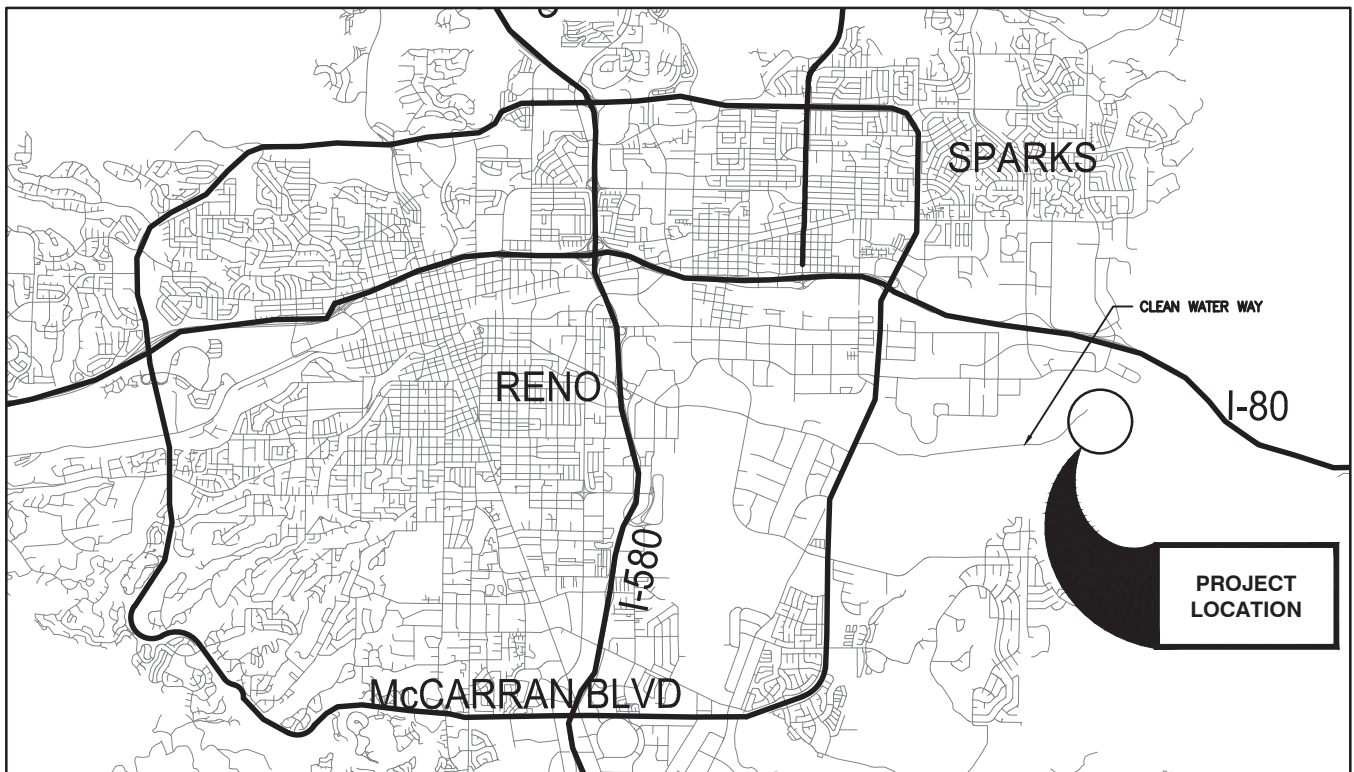 SPARKS
CLEAN WATER WAY
RENO
I-80
I-580
PROJECT
LOCATION
McCARRAN BLVD